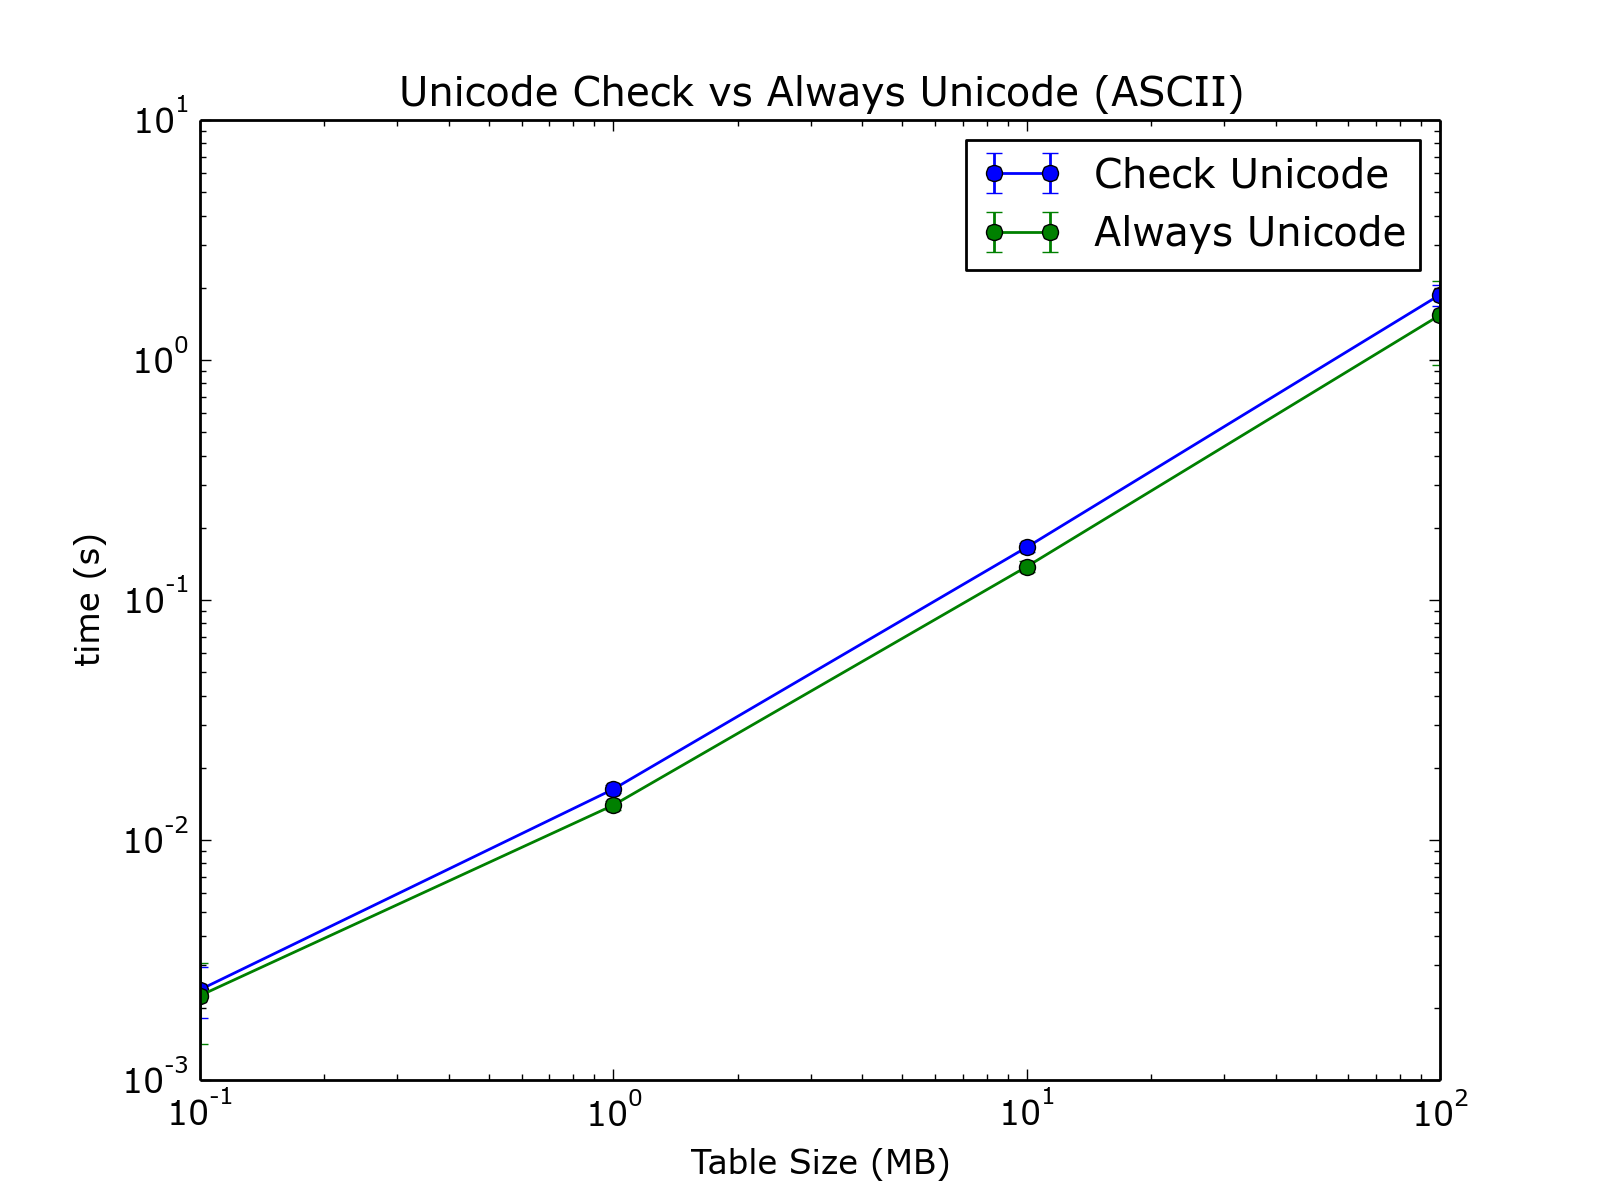 Unicode Check vs Always Unicode (ASCII)
10^1
Check Unicode
Always Unicode
10^0
time (s)
10^-1
10^-2
10^-3
10^-1 10^0 10^1 10^2
Table Size (MB)